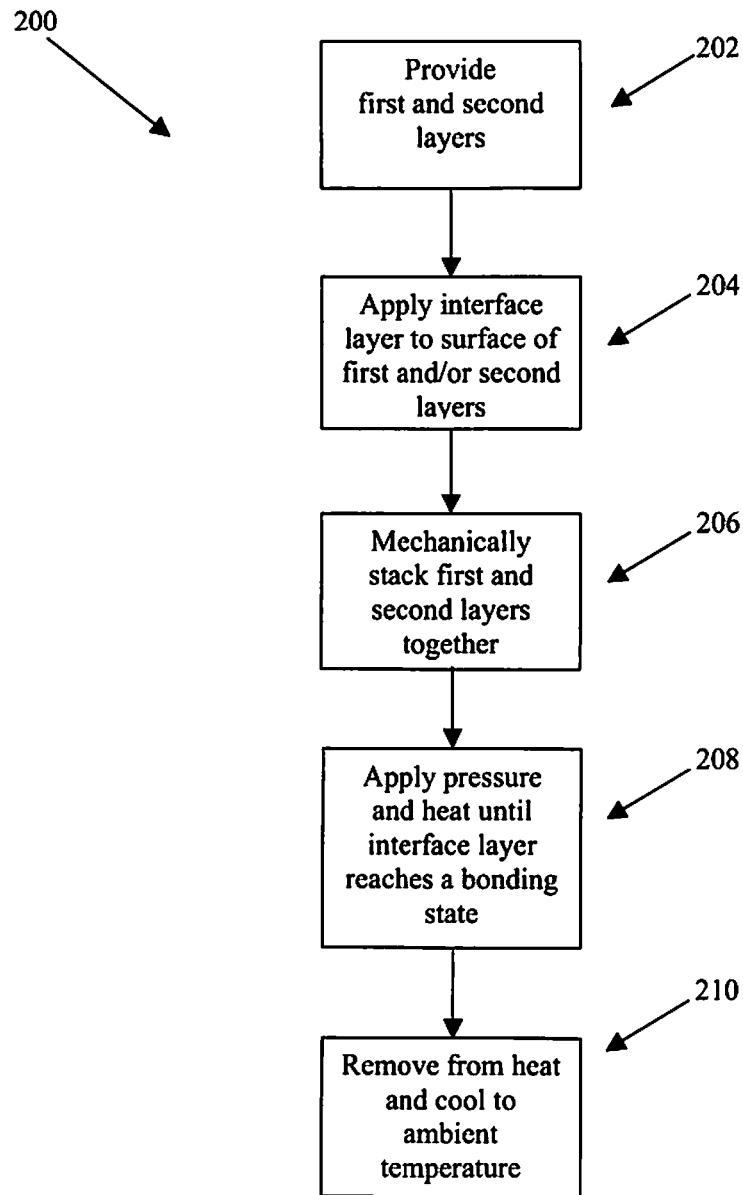 200
Provide
first and second
layers
202
Apply interface
layer to surface of
first and/or second
layers
204
Mechanically
stack first and
second layers
together
206
Apply pressure
and heat until
interface layer
reaches a bonding
state
208
Remove from heat
and cool to
ambient
temperature
210